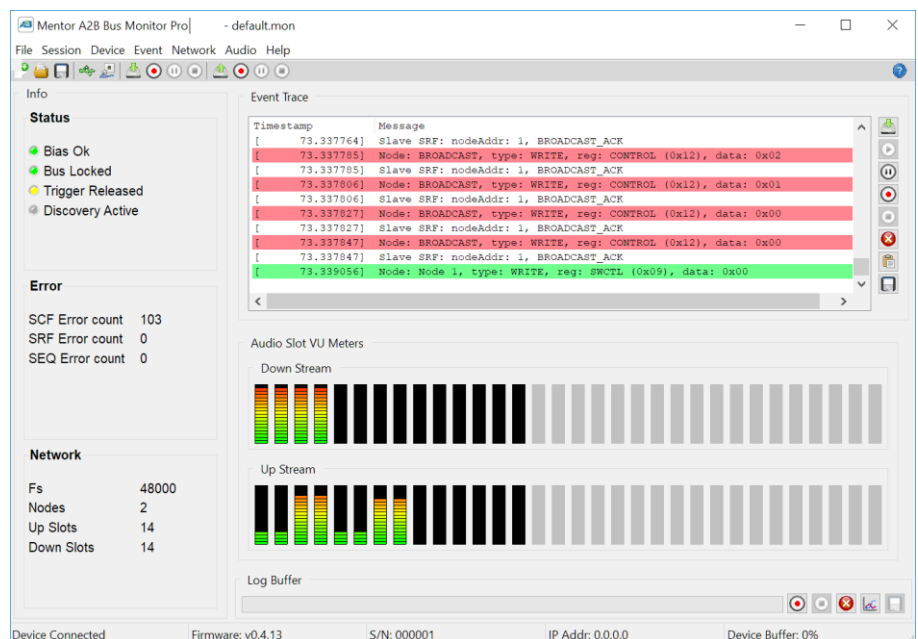 Mentor A2B Bus Monitor Pro - default.mon
File Session Device Event Network Audio Help
Info
Status
Bias Ok
Bus Locked
Trigger Released
Discovery Active
Error
SCF Error count 103
SRF Error count 0
SEQ Error count 0
Network
Fs 48000
Nodes 2
Up Slots 14
Down Slots 14
Event Trace
Timestamp Message
[ 73.337764] Slave SRF: nodeAddr: 1, BROADCAST_ACK
[ 73.337785] Node: BROADCAST, type: WRITE, reg: CONTROL (0x12), data: 0x02
[ 73.337785] Slave SRF: nodeAddr: 1, BROADCAST_ACK
[ 73.337806] Node: BROADCAST, type: WRITE, reg: CONTROL (0x12), data: 0x01
[ 73.337806] Slave SRF: nodeAddr: 1, BROADCAST_ACK
[ 73.337827] Node: BROADCAST, type: WRITE, reg: CONTROL (0x12), data: 0x00
[ 73.337827] Slave SRF: nodeAddr: 1, BROADCAST_ACK
[ 73.337847] Node: BROADCAST, type: WRITE, reg: CONTROL (0x12), data: 0x00
[ 73.337847] Slave SRF: nodeAddr: 1, BROADCAST_ACK
[ 73.339056] Node: Node 1, type: WRITE, reg: SWCTL (0x09), data: 0x00
Audio Slot VU Meters
Down Stream
Up Stream
Log Buffer
Device Connected Firmware: v0.4.13 S/N: 000001 IP Addr: 0.0.0.0 Device Buffer: 0%